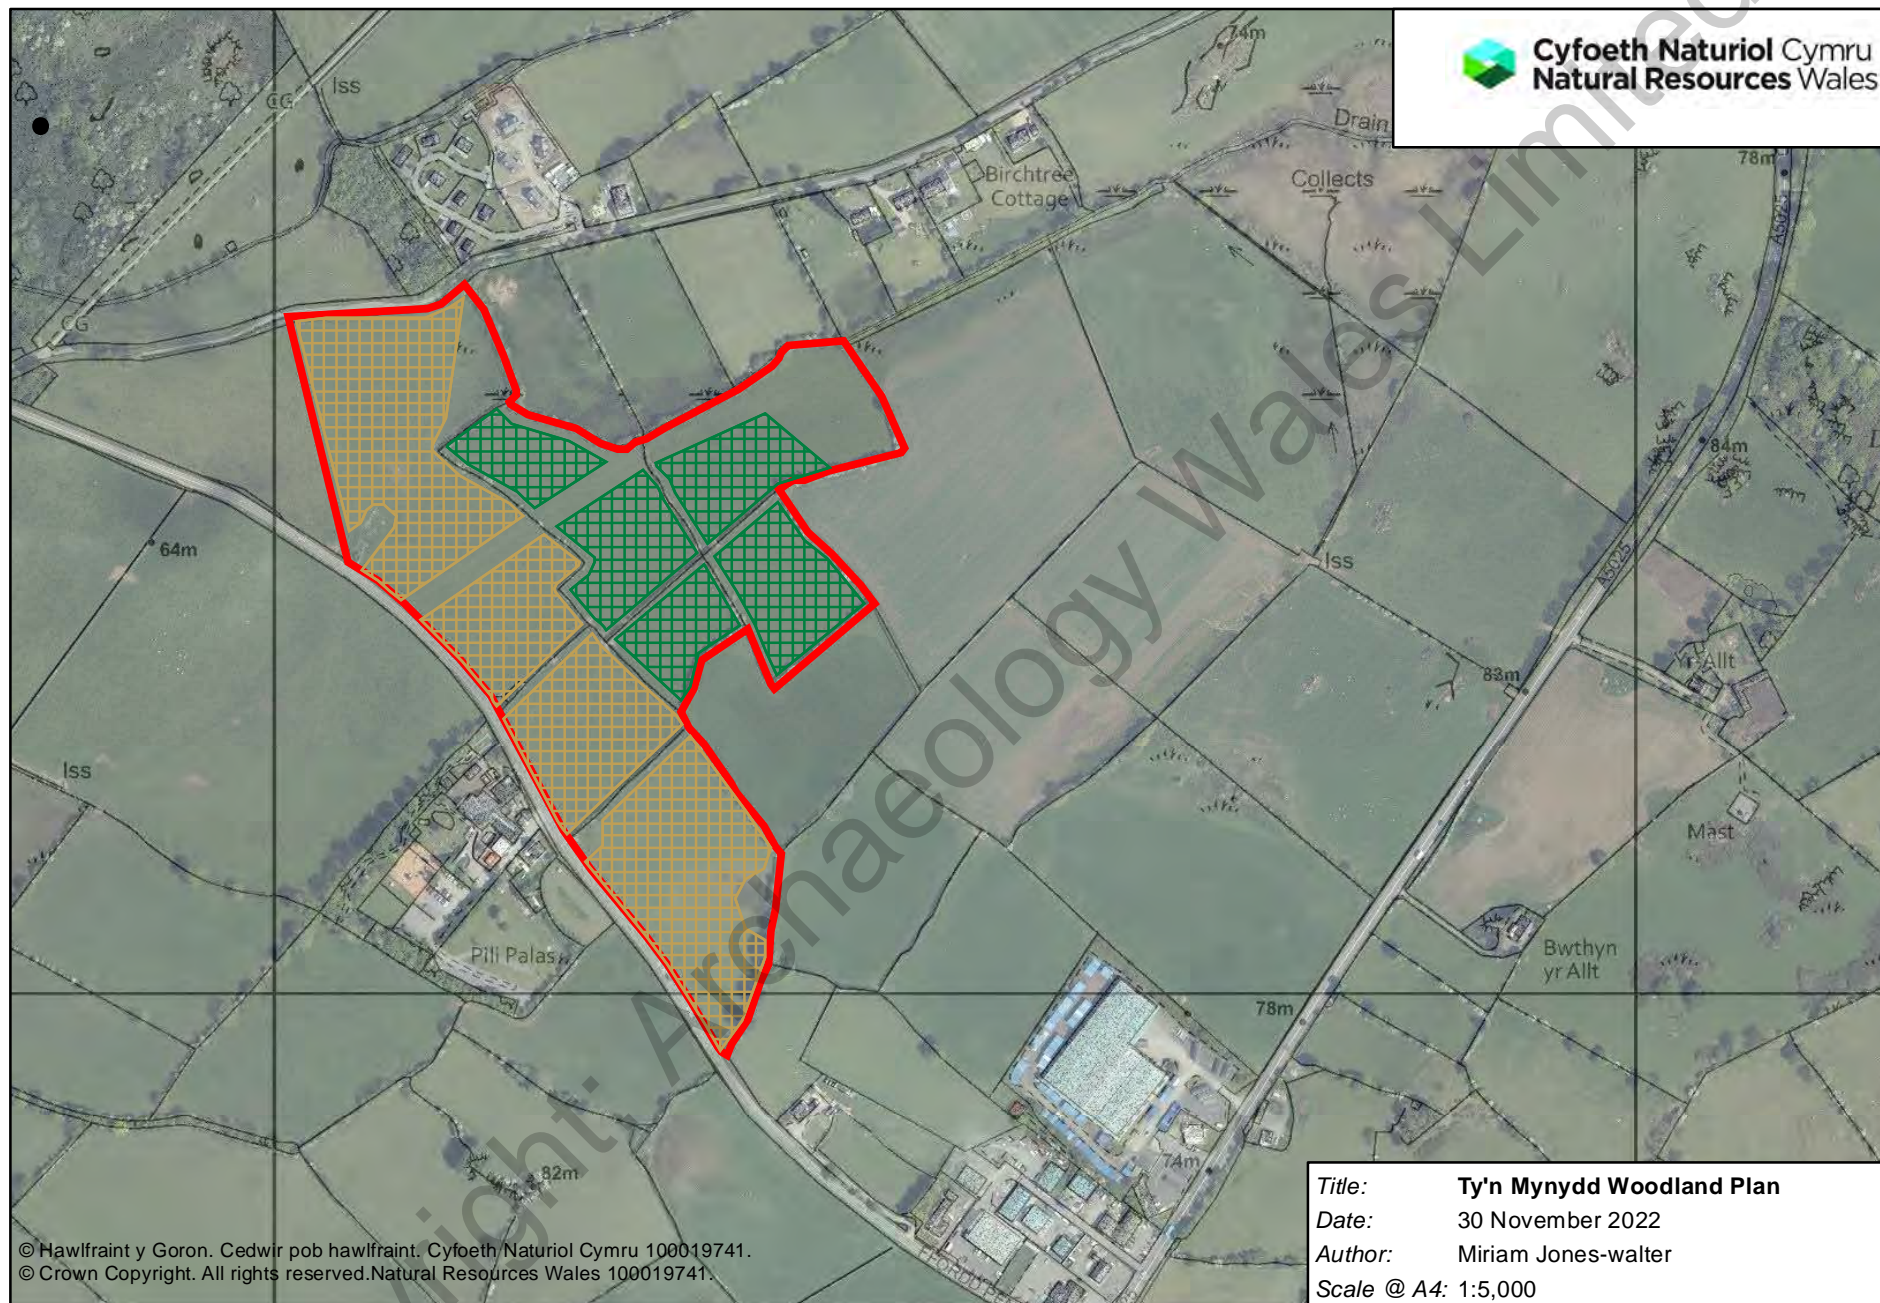 Cyfoeth Naturiol Cymru
Natural Resources Wales
74m
CG
Iss
Drain
78m
Birchtree
Cottage
Collects
A5025
CG
84m
64m
Iss
A5025
Yr Allt
83m
Iss
Mast
Pili Palas
Bwthyn
yr Allt
78m
74m
82m
Archaeology Wales Limited
Title: Ty'n Mynydd Woodland Plan
Date: 30 November 2022
Author: Miriam Jones-walter
Scale @ A4: 1:5,000
© Hawlfraint y Goron. Cedwir pob hawlfraint. Cyfoeth Naturiol Cymru 100019741.
© Crown Copyright. All rights reserved.Natural Resources Wales 100019741.